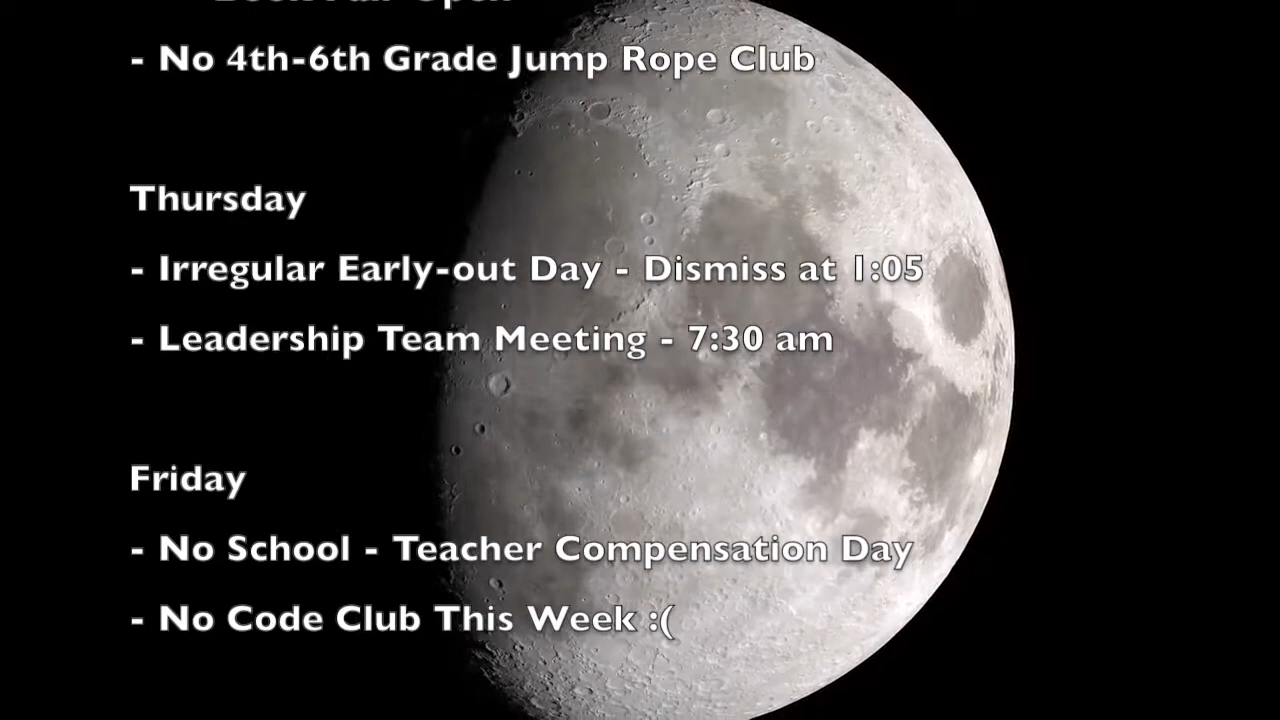 - No 4th-6th Grade Jump Rope Club
Thursday
- Irregular Early-out Day - Dismiss at 1:05
- Leadership Team Meeting - 7:30 am
Friday
- No School - Teacher Compensation Day
- No Code Club This Week :(